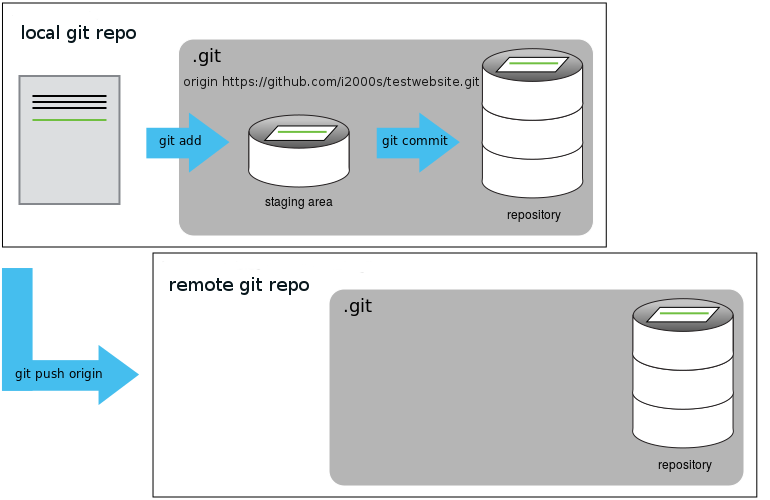 local git repo
.git
origin https://github.com/i2000s/testwebsite.git
git add
git commit
staging area
repository
remote git repo
.git
git push origin
repository